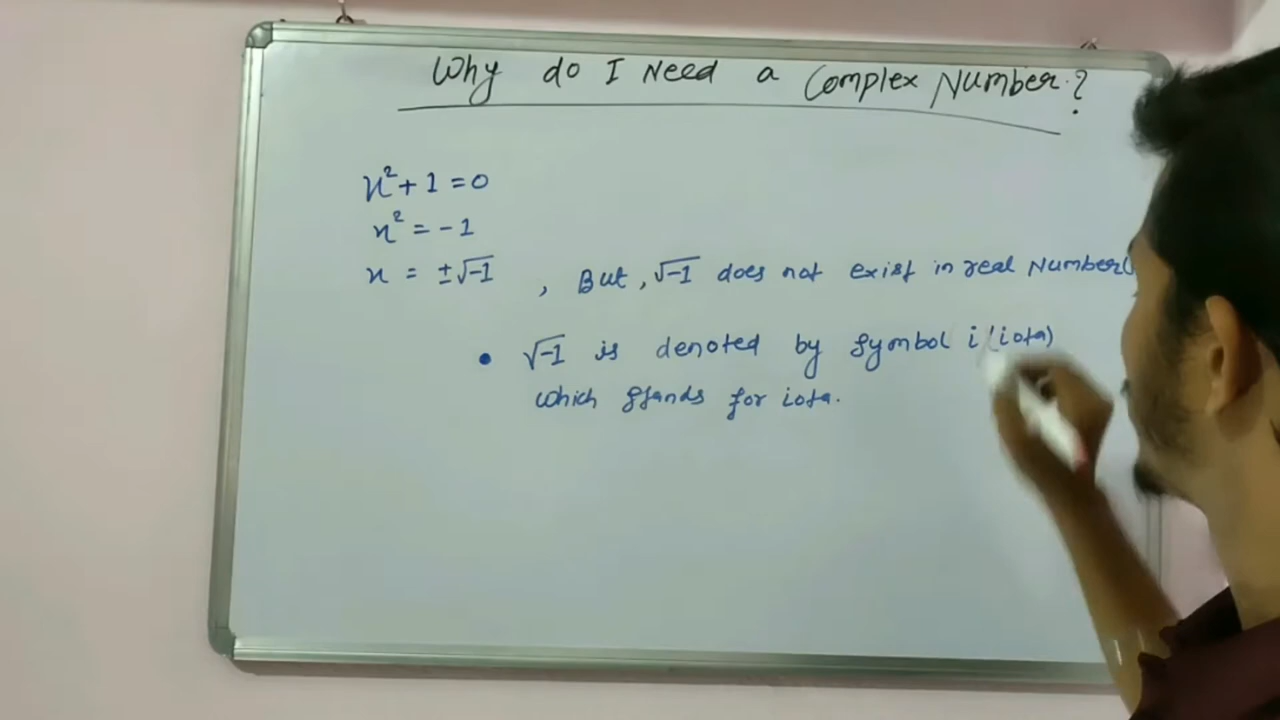 Why do I Need a Complex Number.?
x²+1=0
x² = -1
x = ±√-1 , But, √-1 does not exist in real Number
• √-1 is denoted by symbol i (iota)
which stands for iota.